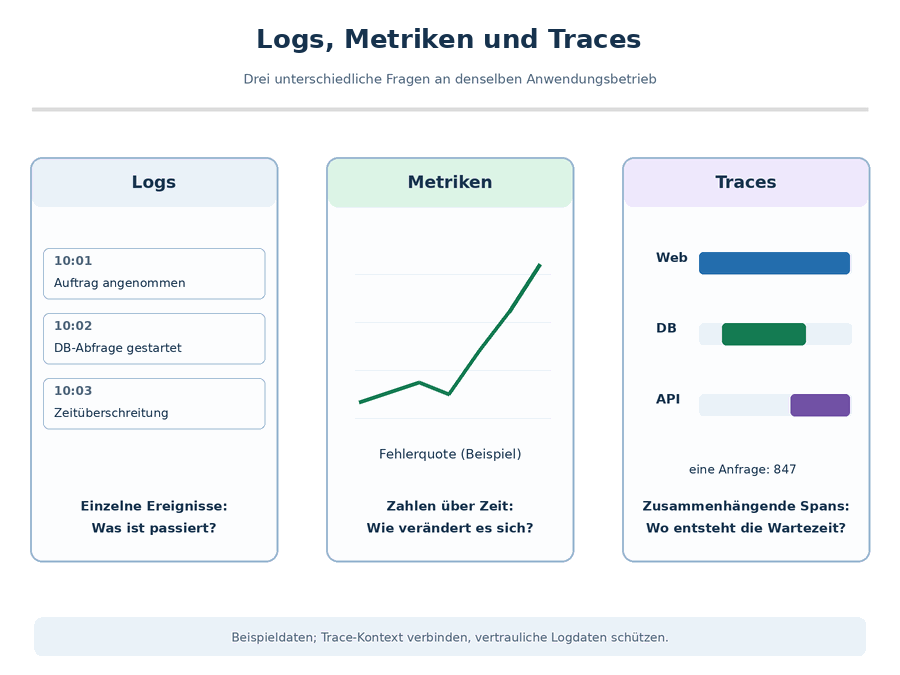 Logs, Metriken und Traces
Drei unterschiedliche Fragen an denselben Anwendungsbetrieb
Logs
10:01
Auftrag angenommen
10:02
DB-Abfrage gestartet
10:03
Zeitüberschreitung
Einzelne Ereignisse:
Was ist passiert?
Metriken
Fehlerquote (Beispiel)
Zahlen über Zeit:
Wie verändert es sich?
Traces
Web
DB
API
eine Anfrage: 847
Zusammenhängende Spans:
Wo entsteht die Wartezeit?
Beispieldaten; Trace-Kontext verbinden, vertrauliche Logdaten schützen.